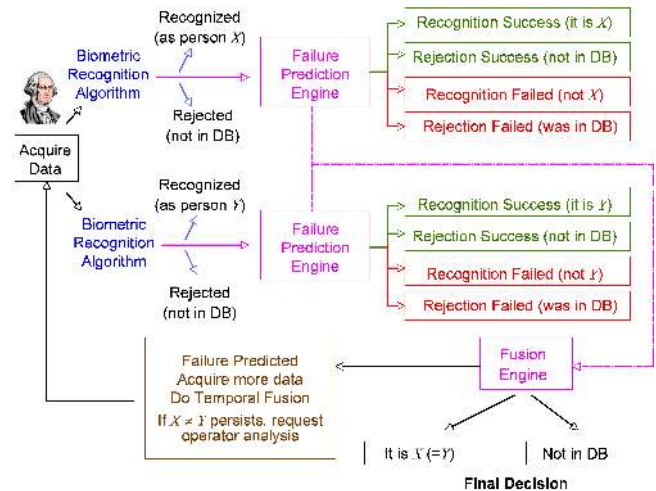 Recognized
(as person X)
Biometric
Recognition
Algorithm
Rejected
(not in DB)
Failure
Prediction
Engine
Recognition Success (it is X)
Rejection Success (not in DB)
Recognition Failed (not X)
Rejection Failed (was in DB)
Acquire
Data
Recognized
(as person Y)
Biometric
Recognition
Algorithm
Rejected
(not in DB)
Failure
Prediction
Engine
Recognition Success (it is Y)
Rejection Success (not in DB)
Recognition Failed (not Y)
Rejection Failed (was in DB)
Failure Predicted
Acquire more data
Do Temporal Fusion
If X ≠ Y persists, request
operator analysis
Fusion
Engine
It is X (=Y)
Not in DB
Final Decision